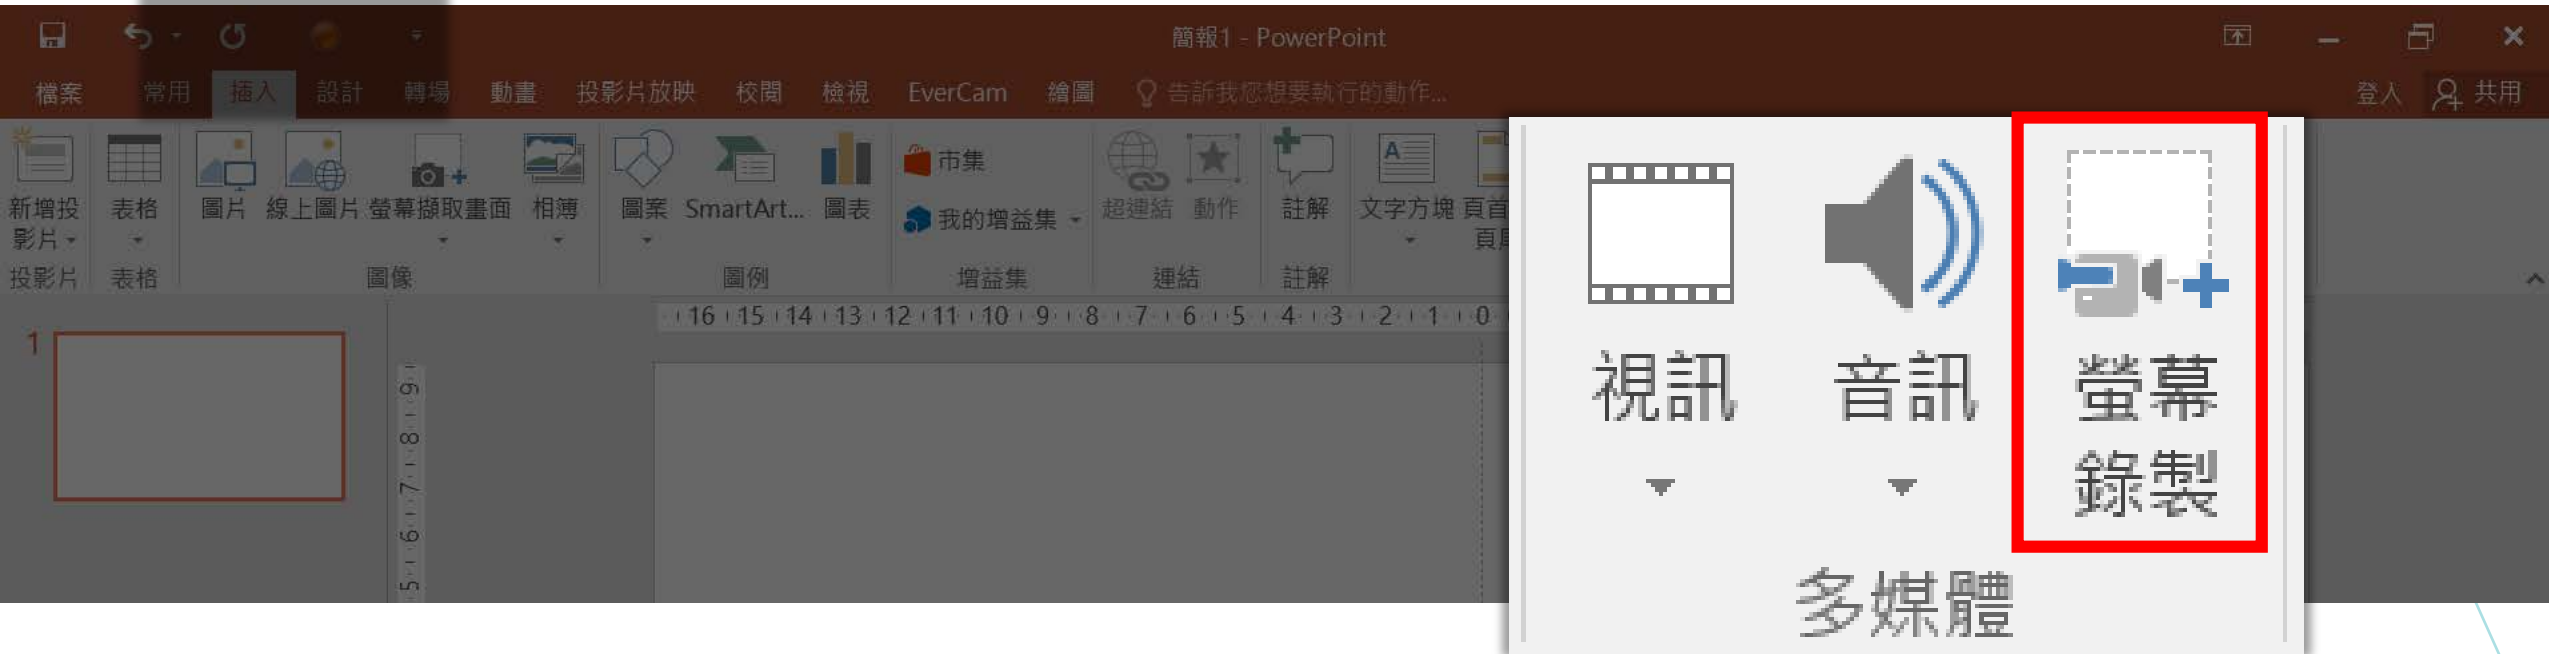 簡報1 - PowerPoint
檔案 常用 插入 設計 轉場 動畫 投影片放映 校閱 檢視 EverCam 繪圖 告訴我您想要執行的動作... 登入 共用
新增投影片
表格
圖片 線上圖片 螢幕擷取畫面 相簿
圖案 SmartArt... 圖表
市集
我的增益集
超連結 動作
註解
文字方塊 頁首
投影片 表格 圖像 圖例 增益集 連結 註解
視訊 音訊 螢幕
錄製
多媒體
16 15 14 13 12 11 10 9 8 7 6 5 4 3 2 1 0
1
9 8 7 6 5